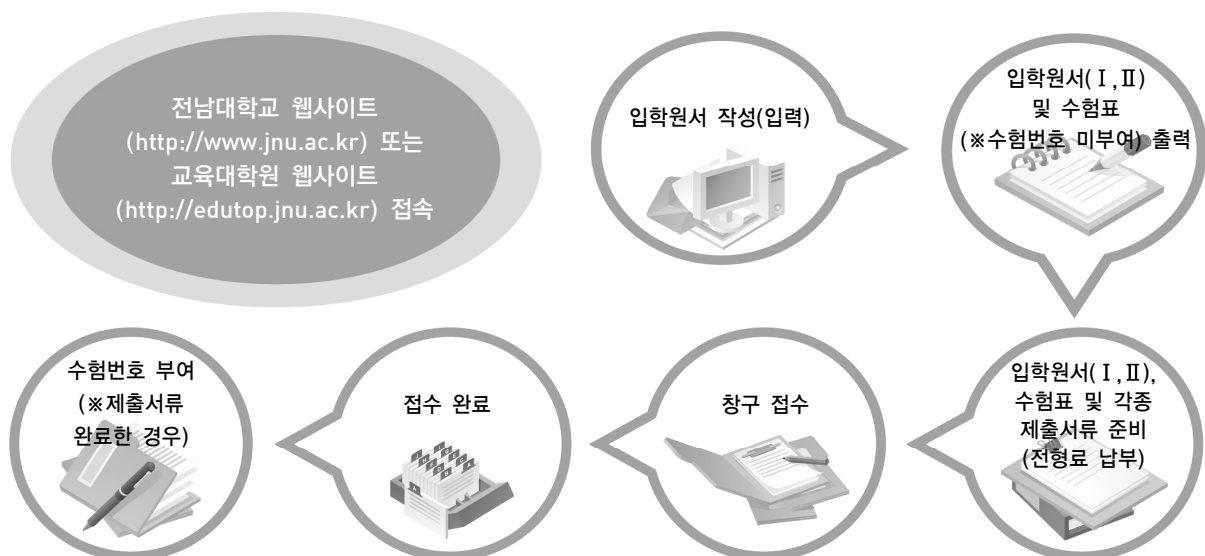 전남대학교 웹사이트
(http://www.jnu.ac.kr) 또는
교육대학원 웹사이트
(http://edutop.jnu.ac.kr) 접속
입학원서 작성(입력)
입학원서(Ⅰ,Ⅱ)
및 수험표
(※수험번호 미부여) 출력
입학원서(Ⅰ,Ⅱ),
수험표 및 각종
제출서류 준비
(전형료 납부)
창구 접수
접수 완료
수험번호 부여
(※제출서류
완료한 경우)